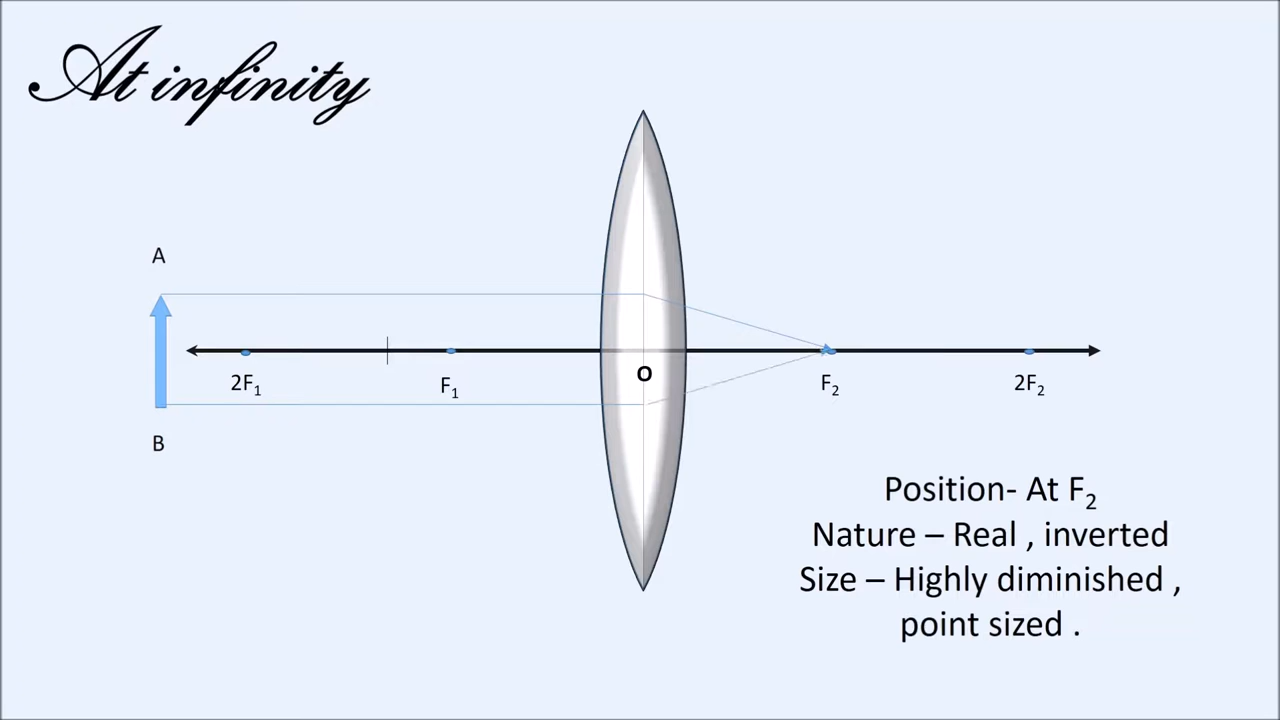 At infinity
A
O
2F₁
F₁
F₂
2F₂
B
Position- At F₂
Nature – Real , inverted
Size – Highly diminished ,
point sized .